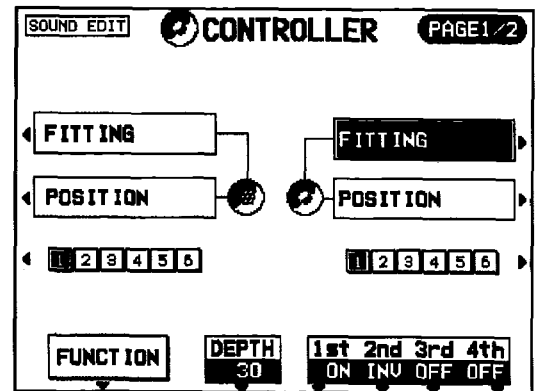 SOUND EDIT CONTROLLER PAGE1/2
FITTING FITTING
POSITION POSITION
1 2 3 4 5 6 1 2 3 4 5 6
FUNCTION DEPTH 1st 2nd 3rd 4th
30 ON INV OFF OFF